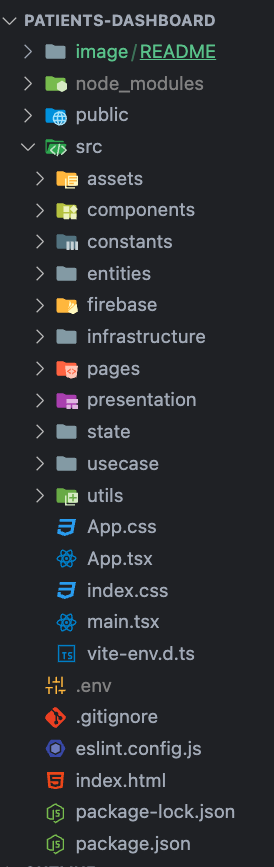 PATIENTS-DASHBOARD
image/README
node_modules
public
src
assets
components
constants
entities
firebase
infrastructure
pages
presentation
state
usecase
utils
App.css
App.tsx
index.css
main.tsx
TS vite-env.d.ts
.env
.gitignore
eslint.config.js
index.html
package-lock.json
package.json